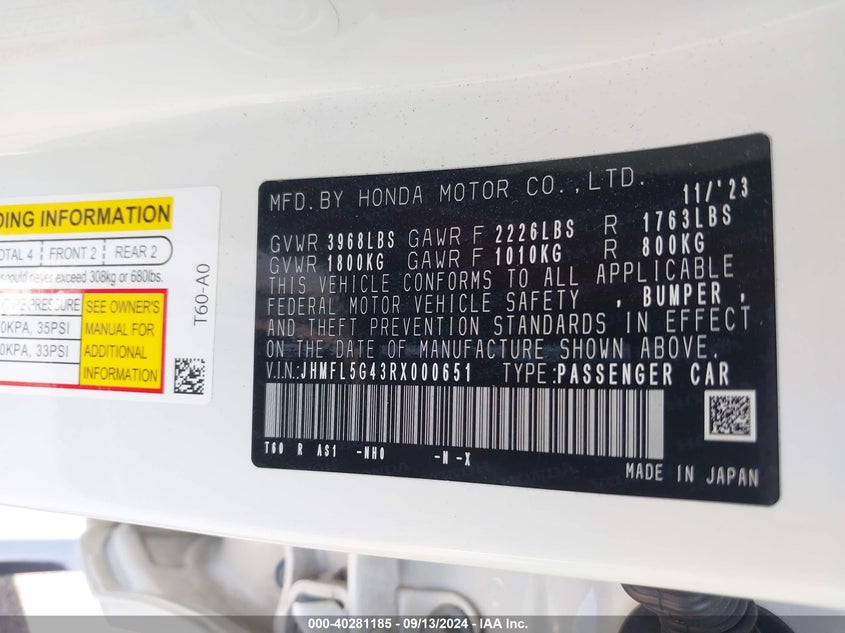 DING INFORMATION
OTAL 4 FRONT 2 REAR 2
should never exceed 308kg or 680lbs.
PRESSURE
0KPA, 35PSI
0KPA, 33PSI
SEE OWNER'S
MANUAL FOR
ADDITIONAL
INFORMATION
T60-A0
MFD.BY HONDA MOTOR CO.,LTD. 11/'23
GVWR 3968LBS GAWR F 2226LBS R 1763LBS
GVWR 1800KG GAWR F 1010KG R 800KG
THIS VEHICLE CONFORMS TO ALL APPLICABLE
FEDERAL MOTOR VEHICLE SAFETY , BUMPER ,
AND THEFT PREVENTION STANDARDS IN EFFECT
ON THE DATE OF MANUFACTURE SHOWN ABOVE.
V.I.N.:JHMFL5G43RX000651 TYPE:PASSENGER CAR
T60 R AS1 -NH0 -M -X
MADE IN JAPAN
000-40281185 - 09/13/2024 - IAA Inc.